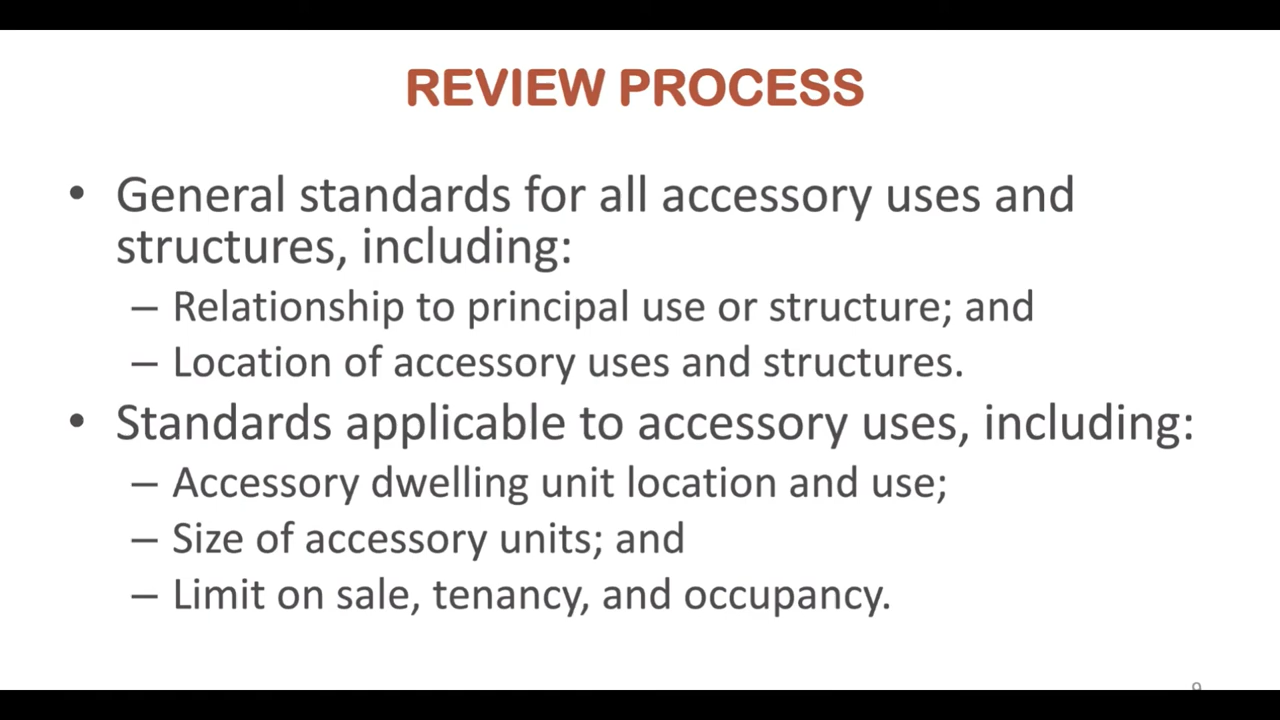 REVIEW PROCESS
• General standards for all accessory uses and
structures, including:
– Relationship to principal use or structure; and
– Location of accessory uses and structures.
• Standards applicable to accessory uses, including:
– Accessory dwelling unit location and use;
– Size of accessory units; and
– Limit on sale, tenancy, and occupancy.